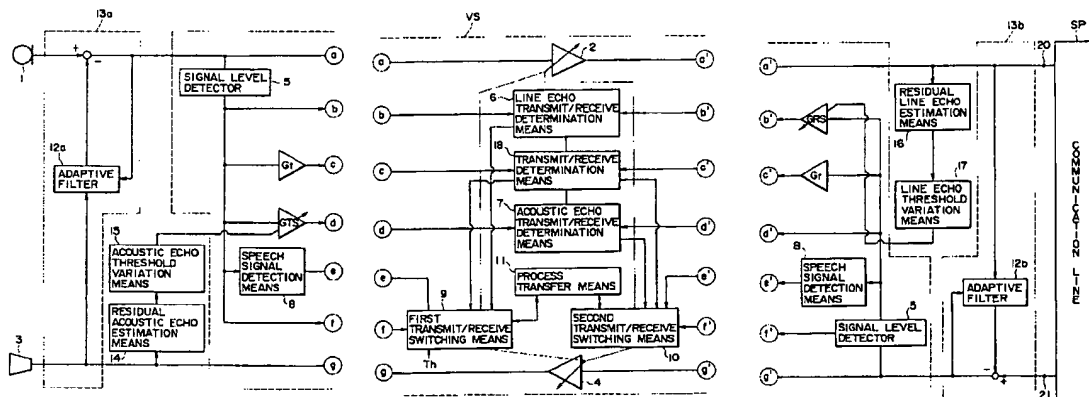 13a
1
+
-
SIGNAL LEVEL
DETECTOR
5
a
b
12a
ADAPTIVE
FILTER
Gr
c
GTS
d
15
ACOUSTIC ECHO
THRESHOLD
VARIATION
MEANS
SPEECH
SIGNAL
DETECTION
MEANS
8
e
RESIDUAL
ACOUSTIC ECHO
ESTIMATION
MEANS
14
f
3
g
VS
a
2
a'
6
LINE ECHO
TRANSMIT/RECEIVE
DETERMINATION
MEANS
b
b'
18
TRANSMIT/RECEIVE
DETERMINATION
MEANS
c
c'
7
ACOUSTIC ECHO
TRANSMIT/RECEIVE
DETERMINATION
MEANS
d
d'
11
PROCESS
TRANSFER MEANS
e
e'
9
FIRST
TRANSMIT/RECEIVE
SWITCHING MEANS
SECOND
TRANSMIT/RECEIVE
SWITCHING MEANS
f
f'
Th
10
g
4
g'
13b
SP
a'
20
RESIDUAL
LINE ECHO
ESTIMATION
MEANS
16
b'
GRS
c'
Gr
17
LINE ECHO
THRESHOLD
VARIATION
MEANS
d'
8
SPEECH
SIGNAL
DETECTION
MEANS
e'
12b
ADAPTIVE
FILTER
5
SIGNAL LEVEL
DETECTOR
f'
g'
-
+
21
COMMUNICATION LINE